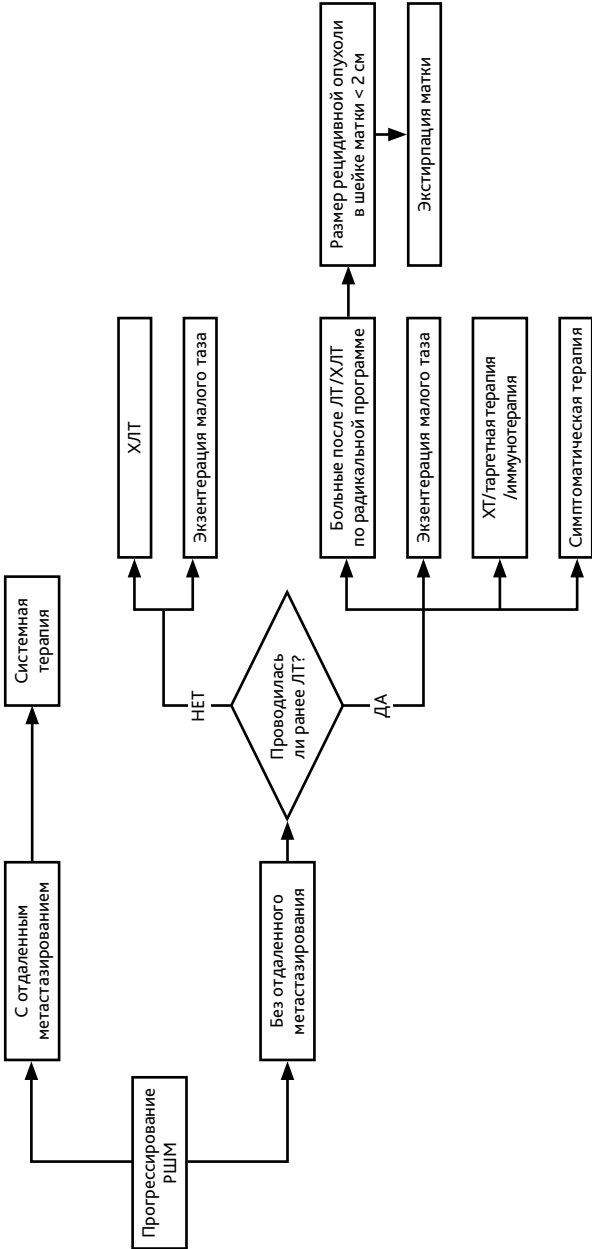 Прогрессирование
РШМ
С отдаленным
метастазированием
Системная
терапия
Без отдаленного
метастазирования
Проводилась
ли ранее ЛТ?
НЕТ
ХЛТ
Экзентерация малого таза
ДА
Больные после ЛТ/ХЛТ
по радикальной программе
Размер рецидивной опухоли
в шейке матки < 2 см
Экстирпация матки
Экзентерация малого таза
ХТ/таргетная терапия
/иммунотерапия
Симптоматическая терапия